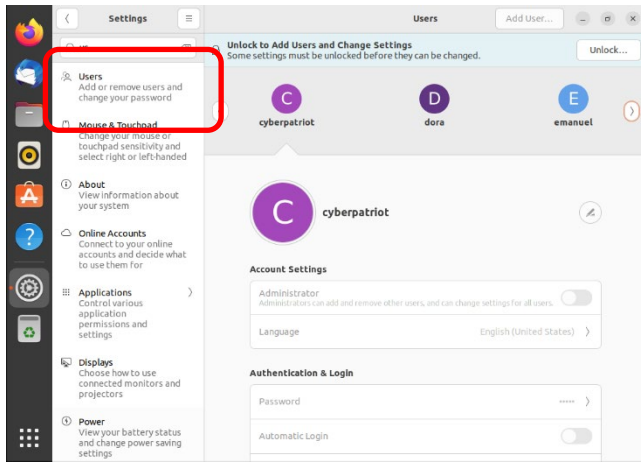 Settings
Users
Add User...
Unlock to Add Users and Change Settings
Some settings must be unlocked before they can be changed.
Unlock...
Users
Add or remove users and
change your password
Mouse & Touchpad
Change your mouse or
touchpad sensitivity and
select right or left-handed
About
View information about
your system
Online Accounts
Connect to your online
accounts and decide what
to use them for
Applications
Control various
application
permissions and
settings
Displays
Choose how to use
connected monitors and
projectors
Power
View your battery status
and change power saving
settings
C
cyberpatriot
D
dora
E
emanuel
C
cyberpatriot
Account Settings
Administrator
Administrators can add and remove other users, and can change settings for all users.
Language
English (United States)
Authentication & Login
Password
•••••
Automatic Login